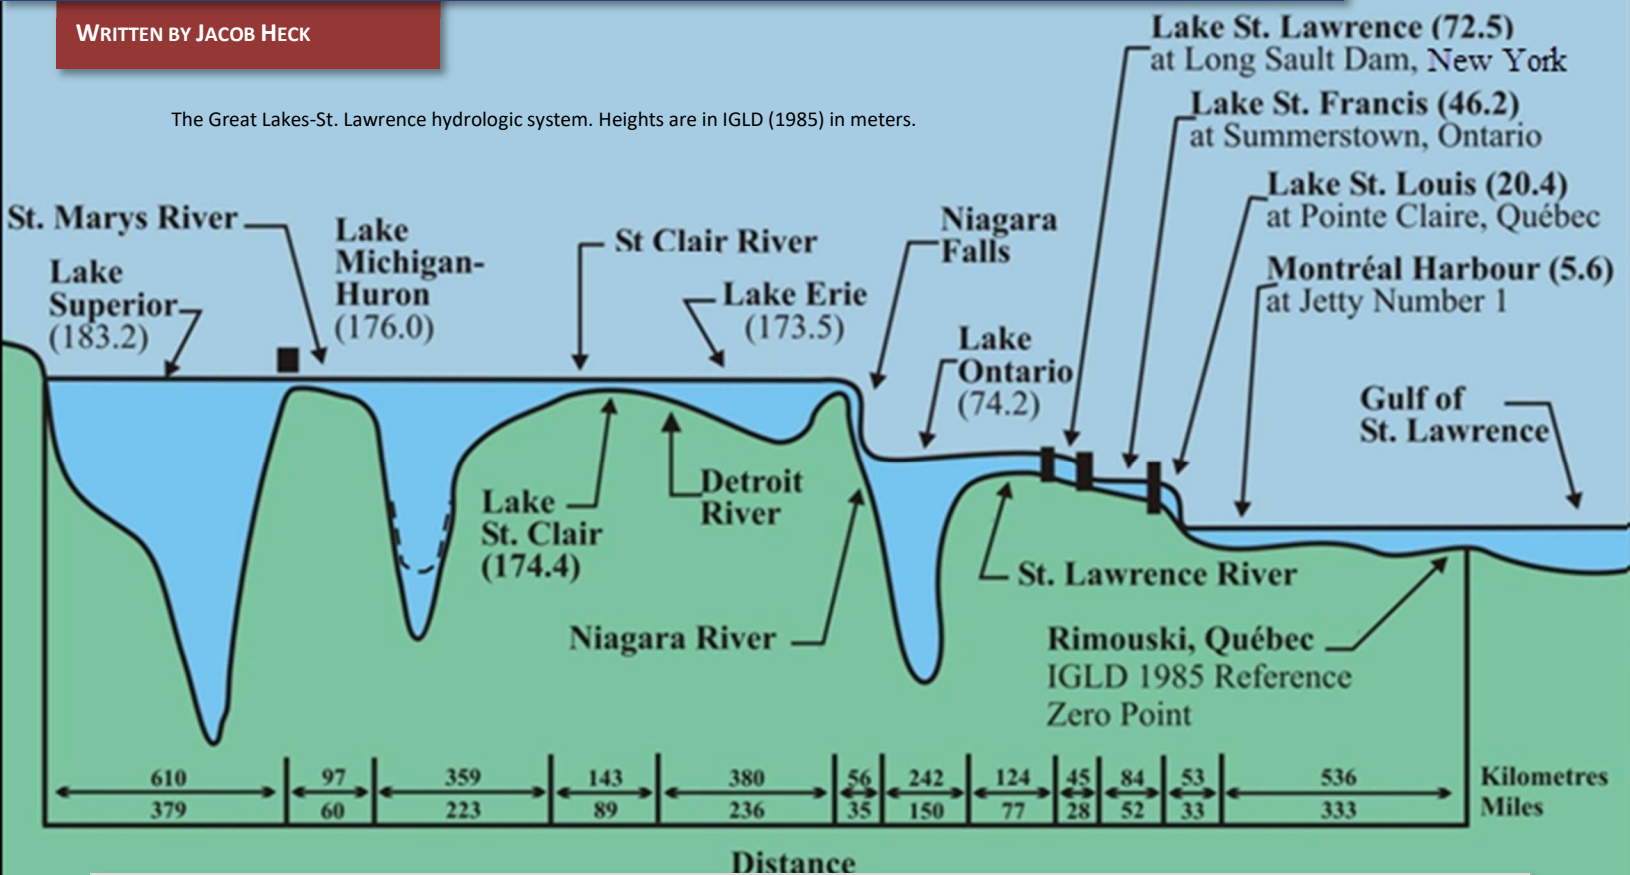 WRITTEN BY JACOB HECK
The Great Lakes-St. Lawrence hydrologic system. Heights are in IGLD (1985) in meters.
Lake St. Lawrence (72.5)
at Long Sault Dam, New York
Lake St. Francis (46.2)
at Summerstown, Ontario
Lake St. Louis (20.4)
at Pointe Claire, Québec
Montréal Harbour (5.6)
at Jetty Number 1
St. Marys River
Lake
Superior
(183.2)
Lake
Michigan-
Huron
(176.0)
St Clair River
Lake Erie
(173.5)
Niagara
Falls
Lake
Ontario
(74.2)
Gulf of
St. Lawrence
Lake
St. Clair
(174.4)
Detroit
River
Niagara River
St. Lawrence River
Rimouski, Québec
IGLD 1985 Reference
Zero Point
610 97 359 143 380 56 242 124 45 84 53 536 Kilometres
379 60 223 89 236 35 150 77 28 52 33 333 Miles
Distance